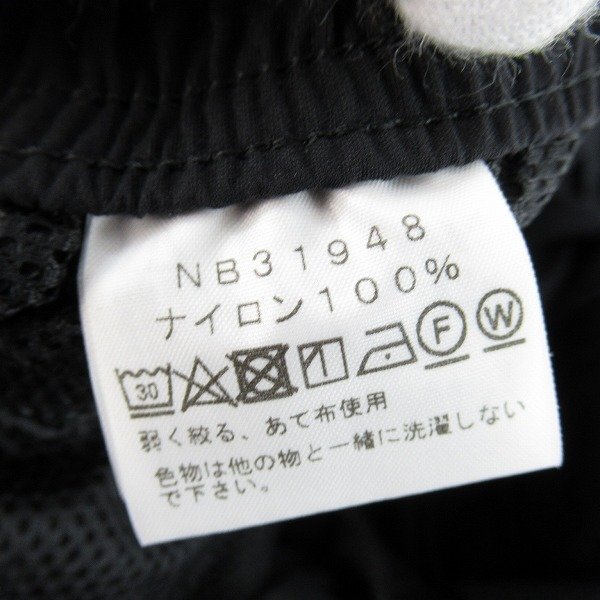 NB31948
ナイロン100%
30 F W
弱く絞る、あて布使用
色物は他の物と一緒に洗濯しない
で下さい。